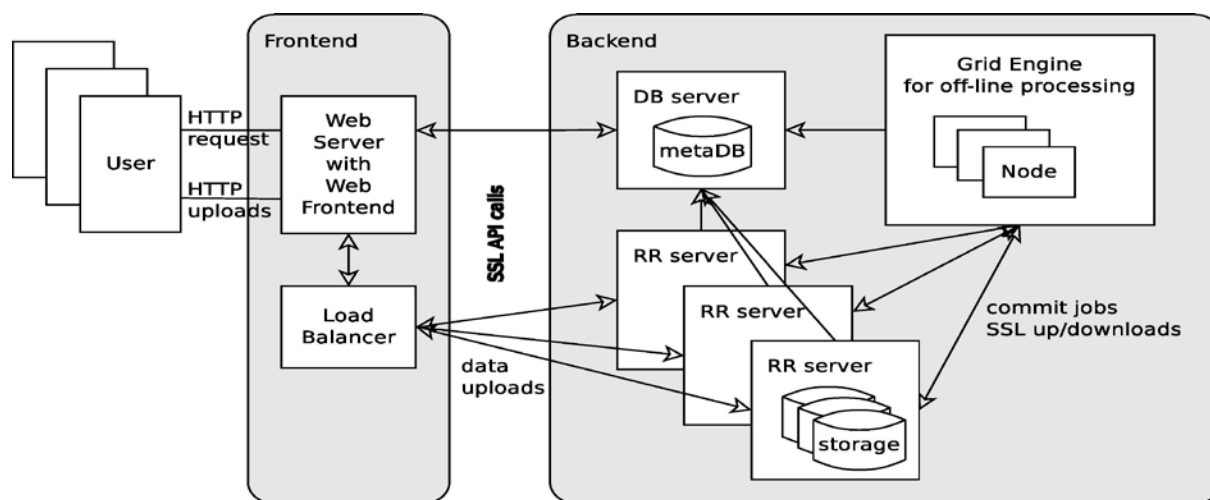 Frontend
HTTP
request
HTTP
uploads
User
Web
Server
with
Web
Frontend
Load
Balancer
SSL API calls
data
uploads
Backend
DB server
metaDB
Grid Engine
for off-line processing
Node
RR server
RR server
RR server
storage
commit jobs
SSL up/downloads